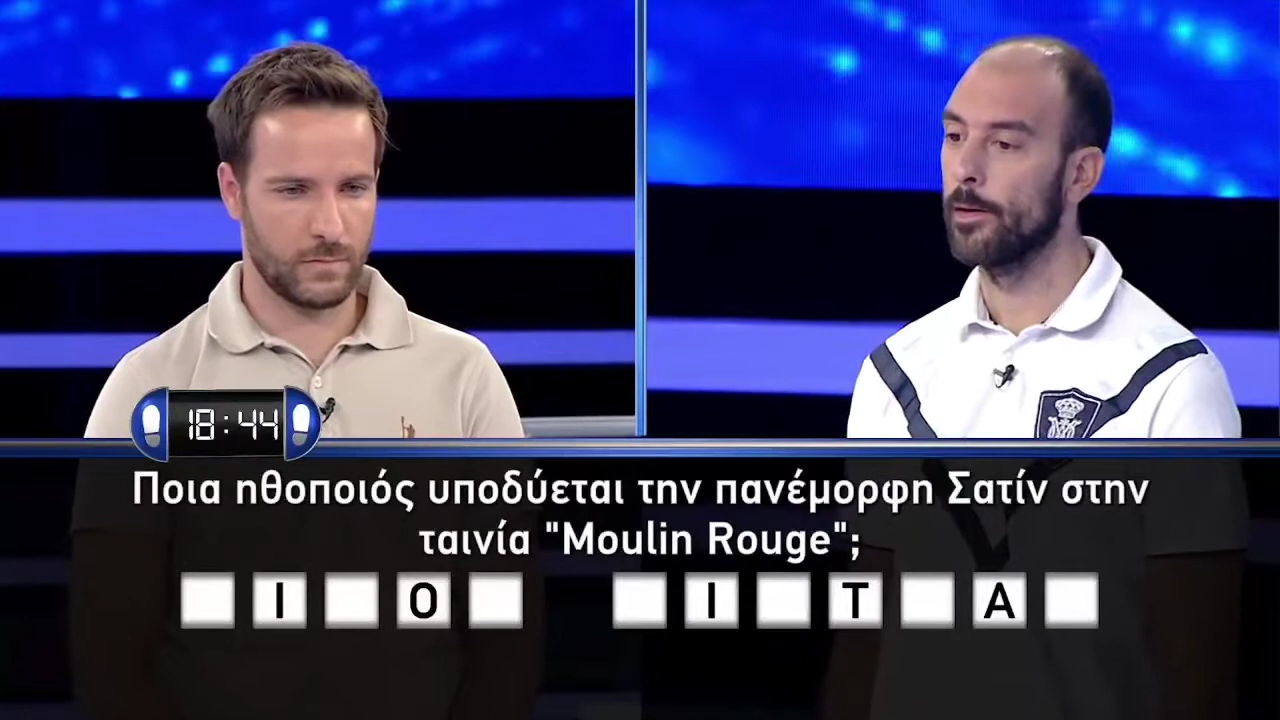 18:44
Ποια ηθοποιός υποδύεται την πανέμορφη Σατίν στην
ταινία "Moulin Rouge";
Ι Ο Ι Τ Α